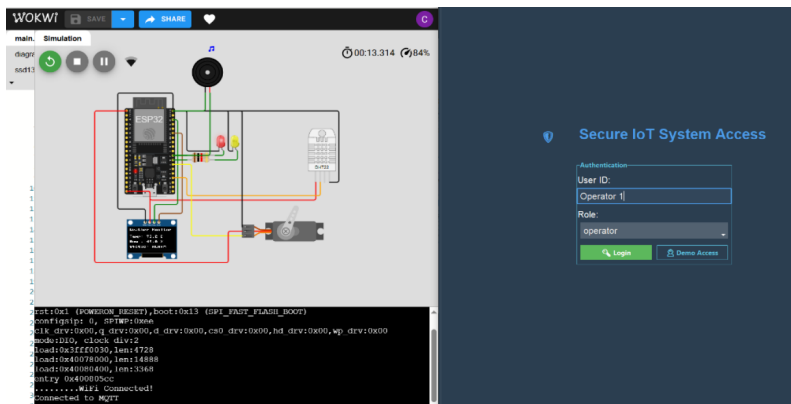 WOKWI
SAVE
SHARE
C
main.
Simulation
diagra
ssd13
00:13.314
84%
ESP32
rst:0x1 (POWERON_RESET),boot:0x13 (SPI_FAST_FLASH_BOOT)
configsip: 0, SPIWP:0xee
clk_drv:0x00,q_drv:0x00,d_drv:0x00,cs0_drv:0x00,hd_drv:0x00,wp_drv:0x00
mode:DIO, clock div:2
load:0x3fff0030,len:4728
load:0x40078000,len:14888
load:0x40080400,len:3368
entry 0x400805cc
.........WiFi Connected!
Connected to MQTT
Secure IoT System Access
Authentication
User ID:
Operator 1
Role:
operator
Login
Demo Access